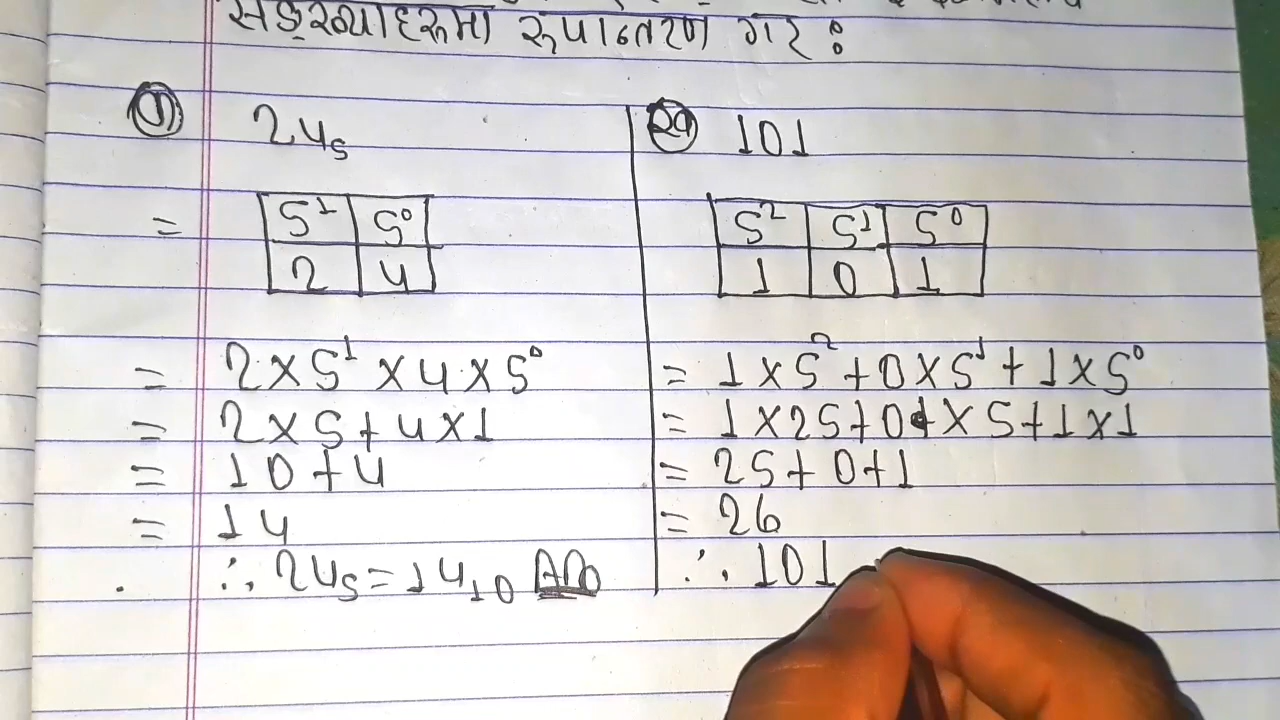 सङ्ख्याहरूमा रुपान्तरण गर :
24₅
= 5¹ 5⁰
2 4
= 2×5¹×4×5⁰
= 2×5+4×1
= 10+4
= 14
∴ 24₅=14₁₀ Ans
101
5² 5¹ 5⁰
1 0 1
= 1×5²+0×5¹+1×5⁰
= 1×25+0×5+1×1
= 25+0+1
= 26
∴ 101